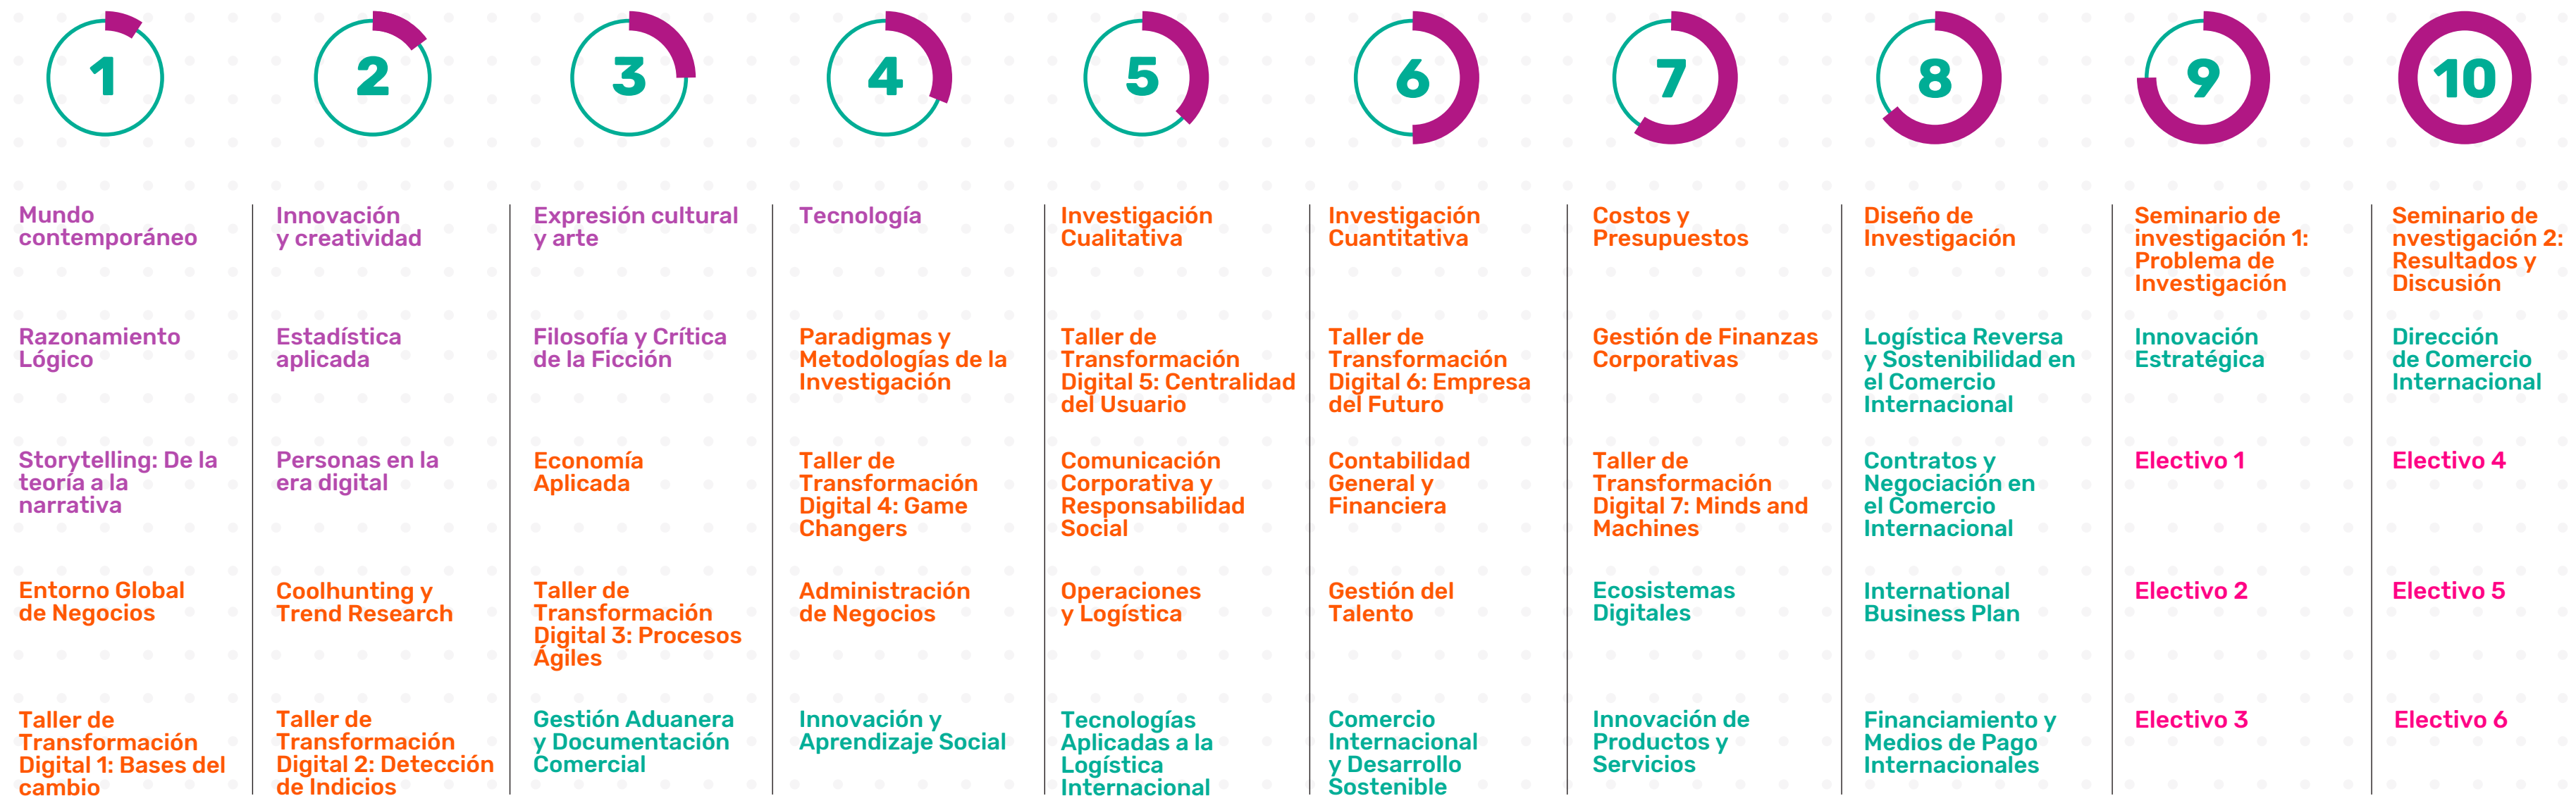 1
2
3
4
5
6
7
8
9
10
Mundo
contemporáneo
Razonamiento
Lógico
Storytelling: De la
teoría a la
narrativa
Entorno Global
de Negocios
Taller de
Transformación
Digital 1: Bases del
cambio
Innovación
y creatividad
Estadística
aplicada
Personas en la
era digital
Coolhunting y
Trend Research
Taller de
Transformación
Digital 2: Detección
de Indicios
Expresión cultural
y arte
Filosofía y Crítica
de la Ficción
Economía
Aplicada
Taller de
Transformación
Digital 3: Procesos
Ágiles
Gestión Aduanera
y Documentación
Comercial
Tecnología
Paradigmas y
Metodologías de la
Investigación
Taller de
Transformación
Digital 4: Game
Changers
Administración
de Negocios
Innovación y
Aprendizaje Social
Investigación
Cualitativa
Taller de
Transformación
Digital 5: Centralidad
del Usuario
Comunicación
Corporativa y
Responsabilidad
Social
Operaciones
y Logística
Tecnologías
Aplicadas a la
Logística
Internacional
Investigación
Cuantitativa
Taller de
Transformación
Digital 6: Empresa
del Futuro
Contabilidad
General y
Financiera
Gestión del
Talento
Comercio
Internacional
y Desarrollo
Sostenible
Costos y
Presupuestos
Gestión de Finanzas
Corporativas
Taller de
Transformación
Digital 7: Minds and
Machines
Ecosistemas
Digitales
Innovación de
Productos y
Servicios
Diseño de
Investigación
Logística Reversa
y Sostenibilidad en
el Comercio
Internacional
Contratos y
Negociación en
el Comercio
Internacional
International
Business Plan
Financiamiento y
Medios de Pago
Internacionales
Seminario de
investigación 1:
Problema de
Investigación
Innovación
Estratégica
Electivo 1
Electivo 2
Electivo 3
Seminario de
nvestigación 2:
Resultados y
Discusión
Dirección
de Comercio
Internacional
Electivo 4
Electivo 5
Electivo 6